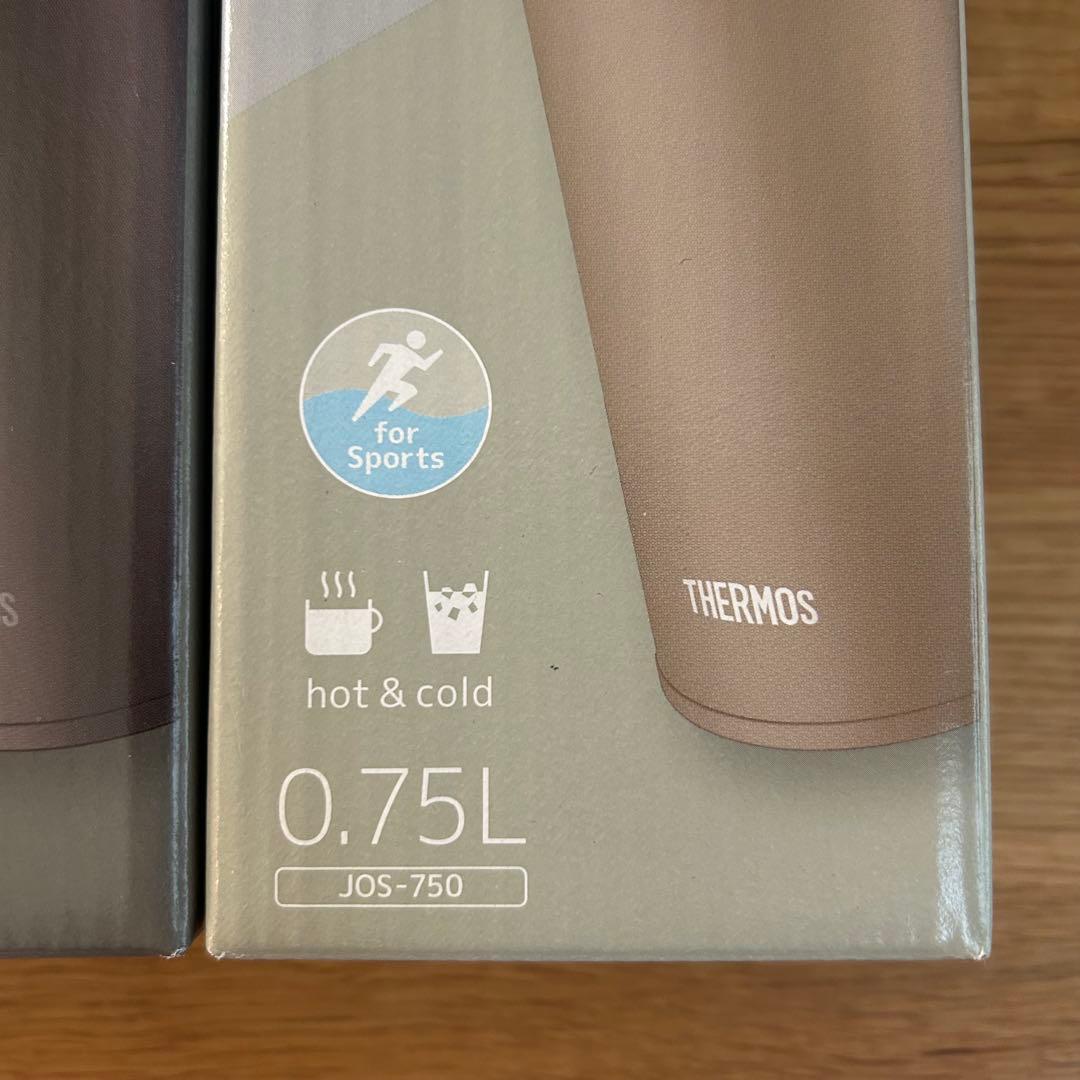 for
Sports
THERMOS
hot & cold
0.75L
JOS-750